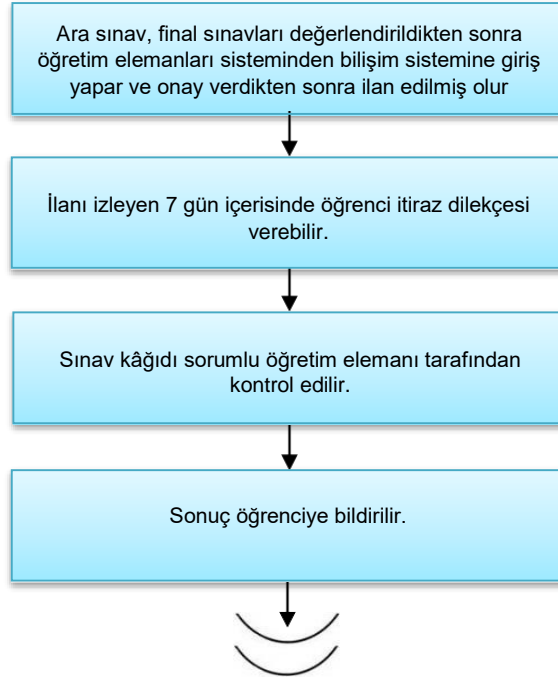 Ara sınav, final sınavları değerlendirildikten sonra
öğretim elemanları sisteminden bilişim sistemine giriş
yapar ve onay verdikten sonra ilan edilmiş olur
İlanı izleyen 7 gün içerisinde öğrenci itiraz dilekçesi
verebilir.
Sınav kâğıdı sorumlu öğretim elemanı tarafından
kontrol edilir.
Sonuç öğrenciye bildirilir.